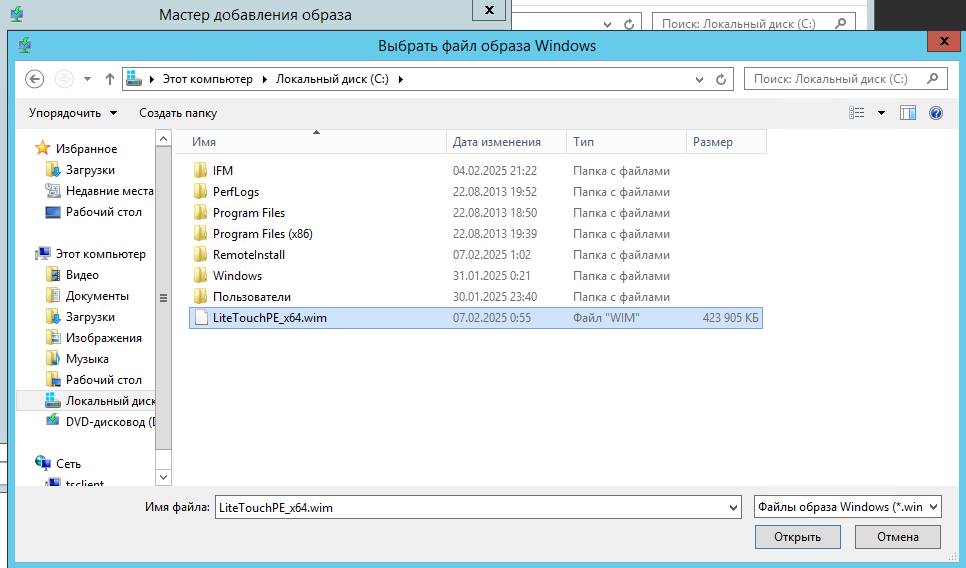 Мастер добавления образа
Поиск: Локальный диск (C:)
Выбрать файл образа Windows
Этот компьютер Локальный диск (C:)
Поиск: Локальный диск (C:)
Упорядочить Создать папку
Избранное
Загрузки
Недавние места
Рабочий стол
Этот компьютер
Видео
Документы
Загрузки
Изображения
Музыка
Рабочий стол
Локальный диск
DVD-дисковод (D
Сеть
tsclient
Имя Дата изменения Тип Размер
IFM 04.02.2025 21:22 Папка с файлами
PerfLogs 22.08.2013 19:52 Папка с файлами
Program Files 22.08.2013 18:50 Папка с файлами
Program Files (x86) 22.08.2013 19:39 Папка с файлами
RemoteInstall 07.02.2025 1:02 Папка с файлами
Windows 31.01.2025 0:21 Папка с файлами
Пользователи 30.01.2025 23:40 Папка с файлами
LiteTouchPE_x64.wim 07.02.2025 0:55 Файл "WIM" 423 905 КБ
Имя файла: LiteTouchPE_x64.wim Файлы образа Windows (*.win
Открыть Отмена